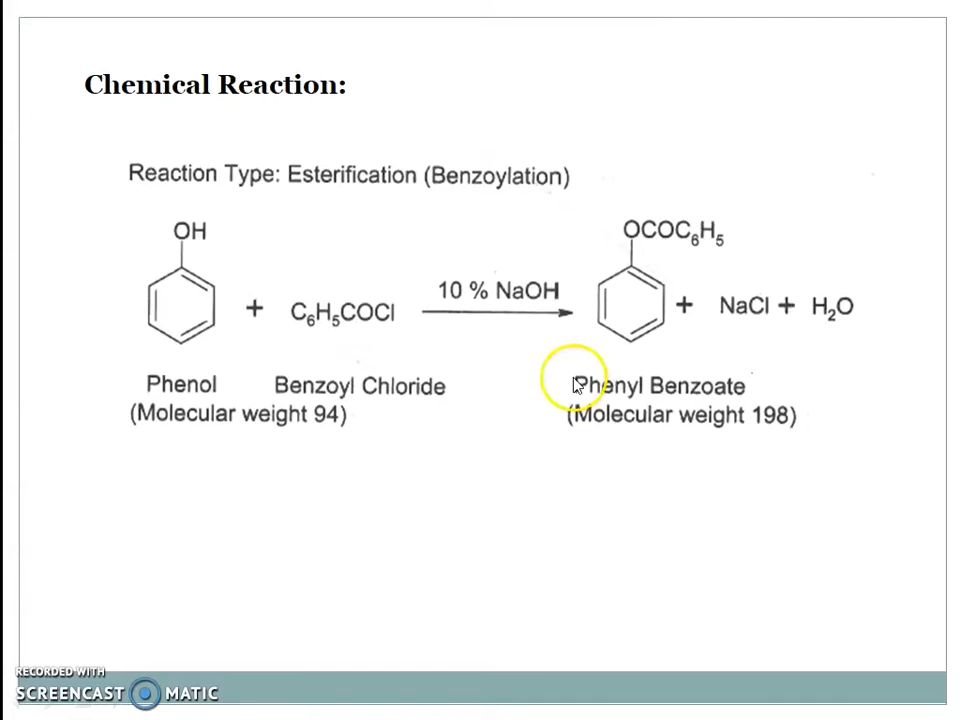 Chemical Reaction:
Reaction Type: Esterification (Benzoylation)
OH
OCOC₆H₅
+ C₆H₅COCl
10 % NaOH
+ NaCl + H₂O
Phenol
Benzoyl Chloride
Phenyl Benzoate
(Molecular weight 94)
(Molecular weight 198)
RECORDED WITH
SCREENCAST MATIC